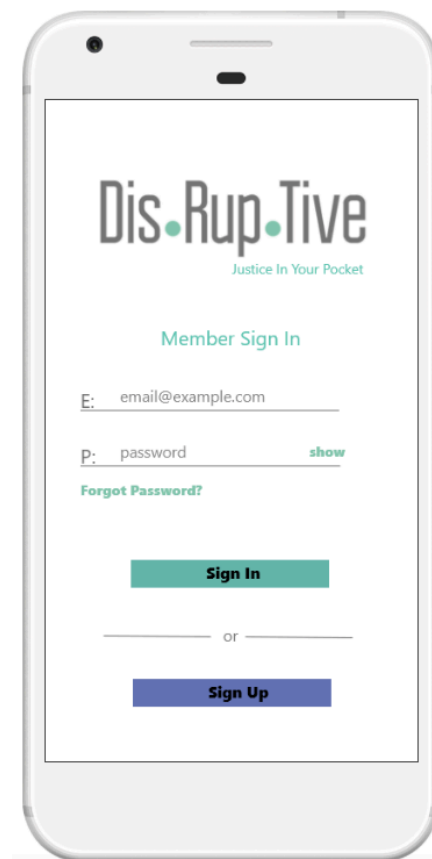 Dis•Rup•Tive
Justice In Your Pocket
Member Sign In
E: email@example.com
P: password show
Forgot Password?
Sign In
or
Sign Up